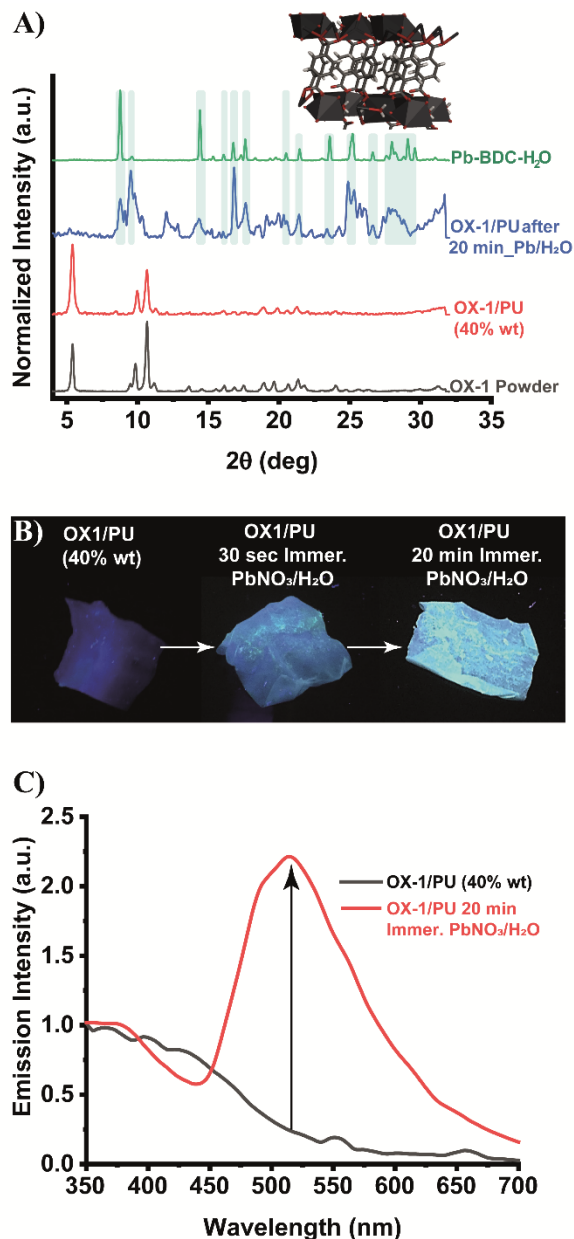 A)
Normalized Intensity (a.u.)
Pb-BDC-H₂O
OX-1/PU after
20 min_Pb/H₂O
OX-1/PU
(40% wt)
OX-1 Powder
5 10 15 20 25 30 35
2θ (deg)
B)
OX1/PU
(40% wt)
OX1/PU
30 sec Immer.
PbNO₃/H₂O
OX1/PU
20 min Immer.
PbNO₃/H₂O
C)
Emission Intensity (a.u.)
2.5
2.0
1.5
1.0
0.5
0.0
OX-1/PU (40% wt)
OX-1/PU 20 min
Immer. PbNO₃/H₂O
350 400 450 500 550 600 650 700
Wavelength (nm)